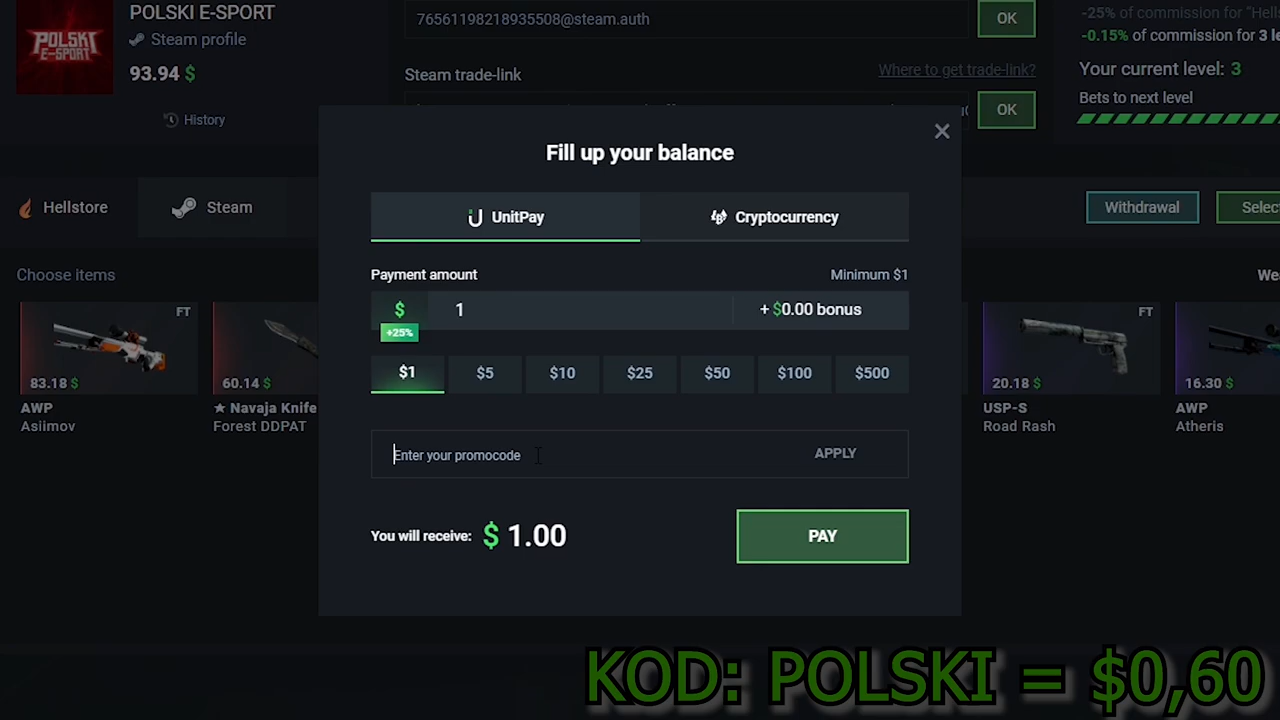 POLSKI E-SPORT
Steam profile
93.94 $
History
76561198218935508@steam.auth
OK
Steam trade-link
Where to get trade-link?
OK
-25% of commission for "Hells
-0.15% of commission for 3 le
Your current level: 3
Bets to next level
POLSKI
E-SPORT
Fill up your balance
UnitPay
Cryptocurrency
Payment amount
Minimum $1
$ 1
+ $0.00 bonus
+25%
$1 $5 $10 $25 $50 $100 $500
Enter your promocode
APPLY
You will receive: $ 1.00
PAY
Hellstore
Steam
Withdrawal
Selec
Choose items
We
FT
83.18 $
AWP
Asiimov
60.14 $
★ Navaja Knife
Forest DDPAT
FT
20.18 $
USP-S
Road Rash
16.30 $
AWP
Atheris
KOD: POLSKI = $0,60